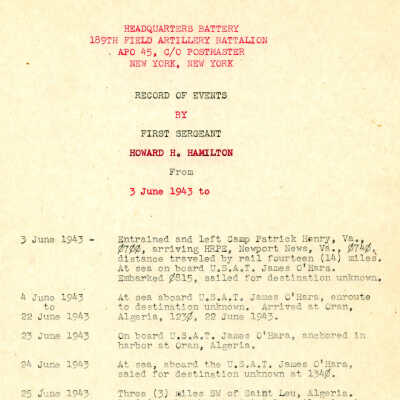 HEADQUARTERS BATTERY
189TH FIELD ARTILLERY BATTALION
APO 45, C/O POSTMASTER
NEW YORK, NEW YORK
RECORD OF EVENTS
BY
FIRST SERGEANT
HOWARD H. HAMILTON
From
3 June 1943 to
3 June 1943 - Entrained and left Camp Patrick Henry, Va.,
0700, arriving HRPE, Newport News, Va., 0740,
distance traveled by rail fourteen (14) miles.
At sea on board U.S.A.T. James O'Hara.
Embarked 0815, sailed for destination unknown.
4 June 1943 At sea aboard U.S.A.T. James O'Hara, enroute
to to destination unknown. Arrived at Oran,
22 June 1943 Algeria, 1230, 22 June 1943.
23 June 1943 On board U.S.A.T. James O'Hara, anchored in
harbor at Oran, Algeria.
24 June 1943 At sea, aboard the U.S.A.T. James O'Hara,
saied for destination unknown at 1340.
25 June 1943 Three (3) miles SW of Saint Leu, Algeria.